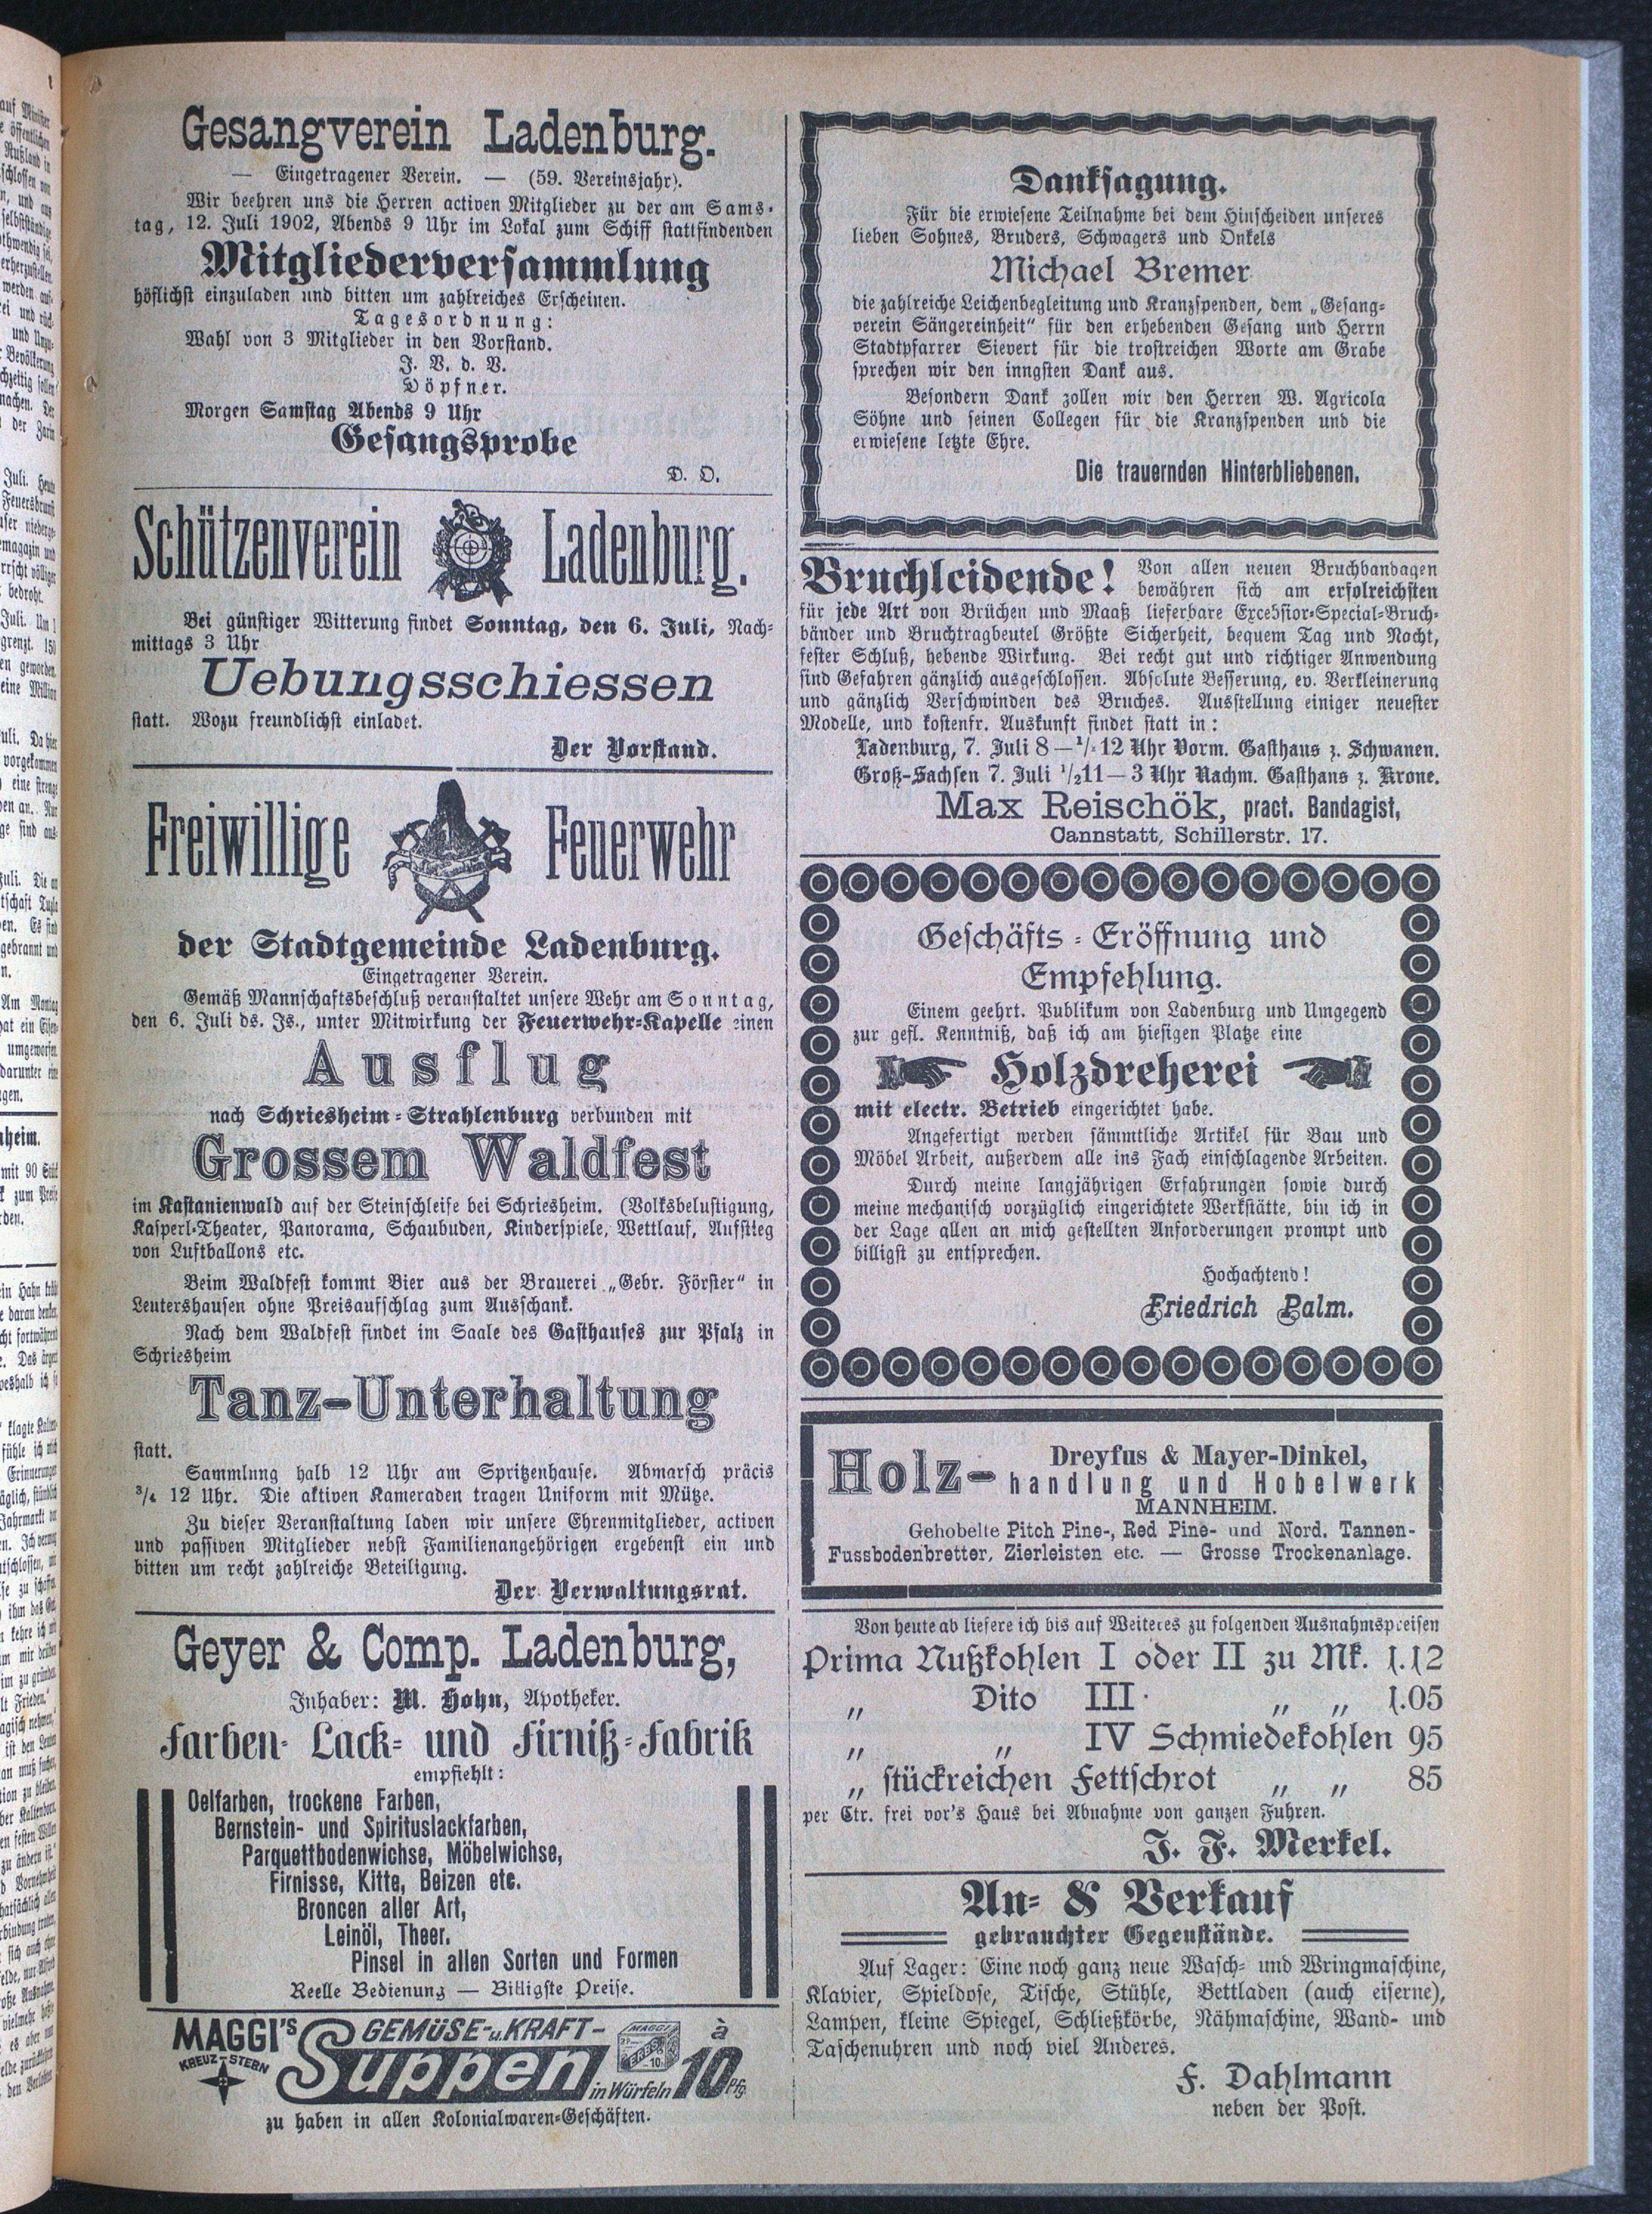 Gesangverein Ladenburg.
— Eingetragener Verein. — (59. Vereinsjahr).
Wir beehren uns die Herren activen Mitglieder zu der am Sams-
tag, 12. Juli 1902, Abends 9 Uhr im Lokal zum Schiff stattfindenden
Mitgliederversammlung
höflichst einzuladen und bitten um zahlreiches Erscheinen.
Tagesordnung:
Wahl von 3 Mitglieder in den Vorstand.
J. V. d. V.
Döpfner.
Morgen Samstag Abends 9 Uhr
Gesangsprobe
D. O.
Schützenverein Ladenburg.
Bei günstiger Witterung findet Sonntag, den 6. Juli, Nach-
mittags 3 Uhr
Uebungsschiessen
statt. Wozu freundlichst einladet.
Der Vorstand.
Freiwillige Feuerwehr
der Stadtgemeinde Ladenburg.
Eingetragener Verein.
Gemäß Mannschaftsbeschluß veranstaltet unsere Wehr am Sonntag,
den 6. Juli ds. Js., unter Mitwirkung der Feuerwehr-Kapelle einen
Ausflug
nach Schriesheim-Strahlenburg verbunden mit
Grossem Waldfest
im Kastanienwald auf der Steinschleife bei Schriesheim. (Volksbelustigung,
Kasperl-Theater, Panorama, Schaubuden, Kinderspiele, Wettlauf, Aufstieg
von Luftballons etc.
Beim Waldfest kommt Bier aus der Brauerei „Gebr. Förster“ in
Leutershausen ohne Preisaufschlag zum Ausschank.
Nach dem Waldfest findet im Saale des Gasthauses zur Pfalz in
Schriesheim
Tanz-Unterhaltung
statt.
Sammlung halb 12 Uhr am Spritzenhause. Abmarsch präcis
³/₄ 12 Uhr. Die aktiven Kameraden tragen Uniform mit Mütze.
Zu dieser Veranstaltung laden wir unsere Ehrenmitglieder, activen
und passiven Mitglieder nebst Familienangehörigen ergebenst ein und
bitten um recht zahlreiche Beteiligung.
Der Verwaltungsrat.
Geyer & Comp. Ladenburg,
Inhaber: M. Hohn, Apotheker.
Farben- Lack- und Firniß-Fabrik
empfiehlt:
Oelfarben, trockene Farben,
Bernstein- und Spirituslackfarben,
Parquettbodenwichse, Möbelwichse,
Firnisse, Kitte, Beizen etc.
Broncen aller Art,
Leinöl, Theer.
Pinsel in allen Sorten und Formen
Reelle Bedienung — Billigste Preise.
MAGGI'S GEMÜSE- u. KRAFT-
KREUZ-STERN
Suppen in Würfeln à 10 Pfg
zu haben in allen Kolonialwaren-Geschäften.
Danksagung.
Für die erwiesene Teilnahme bei dem Hinscheiden unseres
lieben Sohnes, Bruders, Schwagers und Onkels
Michael Bremer
die zahlreiche Leichenbegleitung und Kranzspenden, dem „Gesang-
verein Sängereinheit“ für den erhebenden Gesang und Herrn
Stadtpfarrer Sievert für die trostreichen Worte am Grabe
sprechen wir den inngsten Dank aus.
Besondern Dank zollen wir den Herren W. Agricola
Söhne und seinen Collegen für die Kranzspenden und die
erwiesene letzte Ehre.
Die trauernden Hinterbliebenen.
Bruchleidende! Von allen neuen Bruchbandagen
bewähren sich am erfolreichsten
für jede Art von Brüchen und Maaß lieferbare Excelsior-Special-Bruch-
bänder und Bruchtragbeutel Größte Sicherheit, bequem Tag und Nacht,
fester Schluß, hebende Wirkung. Bei recht gut und richtiger Anwendung
sind Gefahren gänzlich ausgeschlossen. Absolute Besserung, ev. Verkleinerung
und gänzlich Verschwinden des Bruches. Ausstellung einiger neuester
Modelle, und kostenfr. Auskunft findet statt in:
Ladenburg, 7. Juli 8 — ¹/₂12 Uhr Vorm. Gasthaus z. Schwanen.
Groß-Sachsen 7. Juli ¹/₂11 — 3 Uhr Nachm. Gasthaus z. Krone.
Max Reischök, pract. Bandagist,
Cannstatt, Schillerstr. 17.
Geschäfts-Eröffnung und
Empfehlung.
Einem geehrt. Publikum von Ladenburg und Umgegend
zur gefl. Kenntniß, daß ich am hiesigen Platze eine
Holzdreherei
mit electr. Betrieb eingerichtet habe.
Angefertigt werden sämmtliche Artikel für Bau und
Möbel Arbeit, außerdem alle ins Fach einschlagende Arbeiten.
Durch meine langjährigen Erfahrungen sowie durch
meine mechanisch vorzüglich eingerichtete Werkstätte, bin ich in
der Lage allen an mich gestellten Anforderungen prompt und
billigst zu entsprechen.
Hochachtend!
Friedrich Palm.
Dreyfus & Mayer-Dinkel,
Holz-handlung und Hobelwerk
MANNHEIM.
Gehobelte Pitch Pine-, Red Pine- und Nord. Tannen-
Fussbodenbretter, Zierleisten etc. — Grosse Trockenanlage.
Von heute ab liefere ich bis auf Weiteres zu folgenden Ausnahmspreisen
Prima Nußkohlen I oder II zu Mk. 1.12
„ Dito III „ „ 1.05
„ „ IV Schmiedekohlen 95
„ stückreichen Fettschrot „ „ 85
per Ctr. frei vor's Haus bei Abnahme von ganzen Fuhren.
J. F. Merkel.
An- & Verkauf
gebrauchter Gegenstände.
Auf Lager: Eine noch ganz neue Wasch- und Wringmaschine,
Klavier, Spieldose, Tische, Stühle, Bettladen (auch eiserne),
Lampen, kleine Spiegel, Schließkörbe, Nähmaschine, Wand- und
Taschenuhren und noch viel Anderes.
F. Dahlmann
neben der Post.